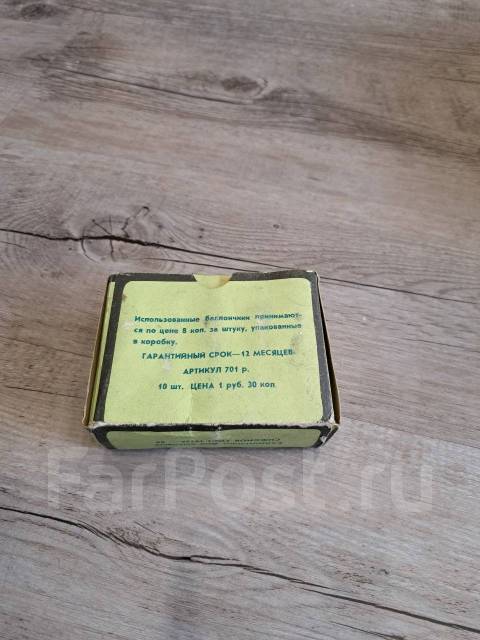 Использованные баллончики принимают-
ся по цене 8 коп. за штуку, упакованные
в коробку.
ГАРАНТИЙНЫЙ СРОК—12 МЕСЯЦЕВ.
АРТИКУЛ 701 р.
10 шт. ЦЕНА 1 руб. 30 коп
FarPost.ru